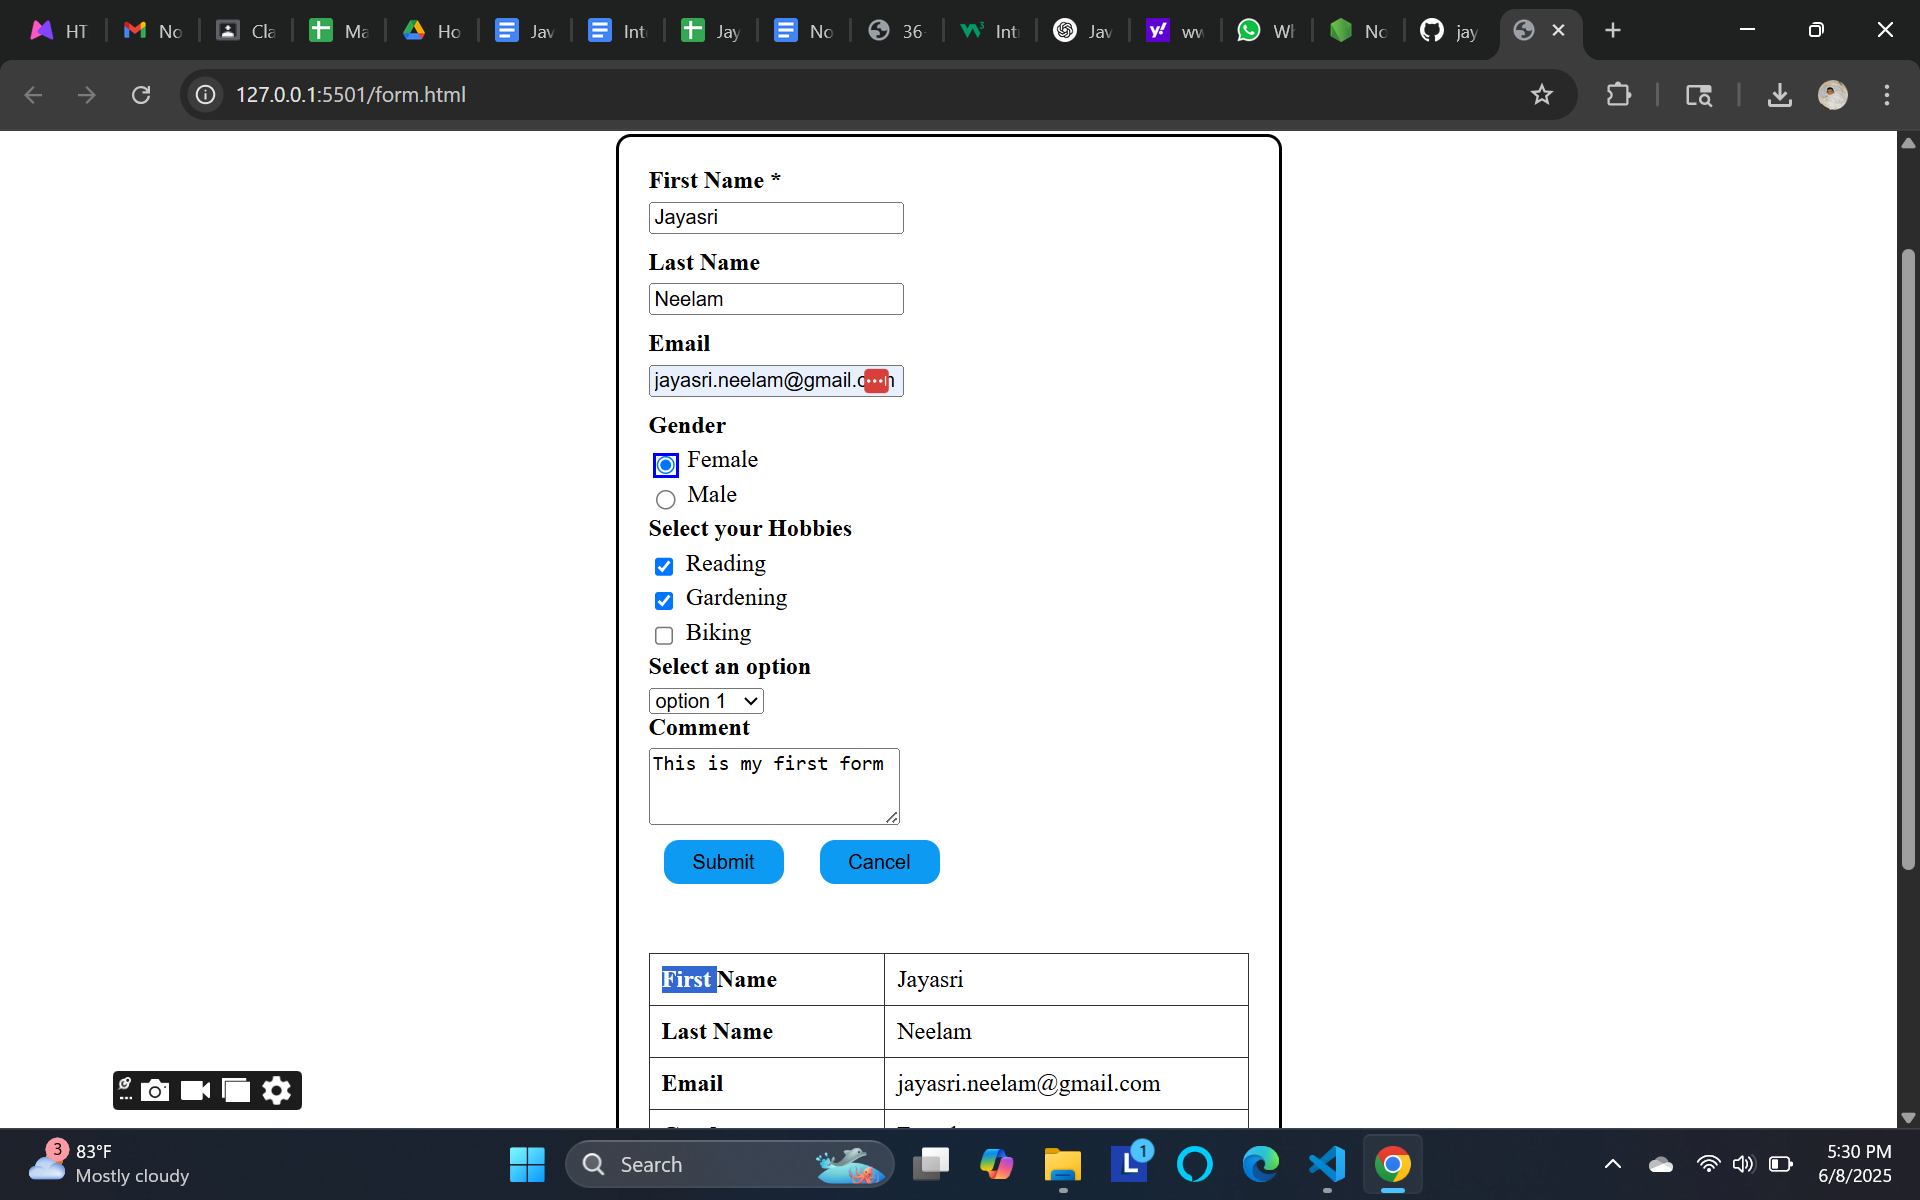 HT
No
Cla
Ma
Ho
Jav
Int
Jay
No
36
Int
Jav
wv
Wh
No
jay
127.0.0.1:5501/form.html
First Name *
Jayasri
Last Name
Neelam
Email
jayasri.neelam@gmail.c
Gender
Female
Male
Select your Hobbies
Reading
Gardening
Biking
Select an option
option 1
Comment
This is my first form
Submit Cancel
First Name Jayasri
Last Name Neelam
Email jayasri.neelam@gmail.com
3
83°F
Mostly cloudy
Search
L
1
5:30 PM
6/8/2025